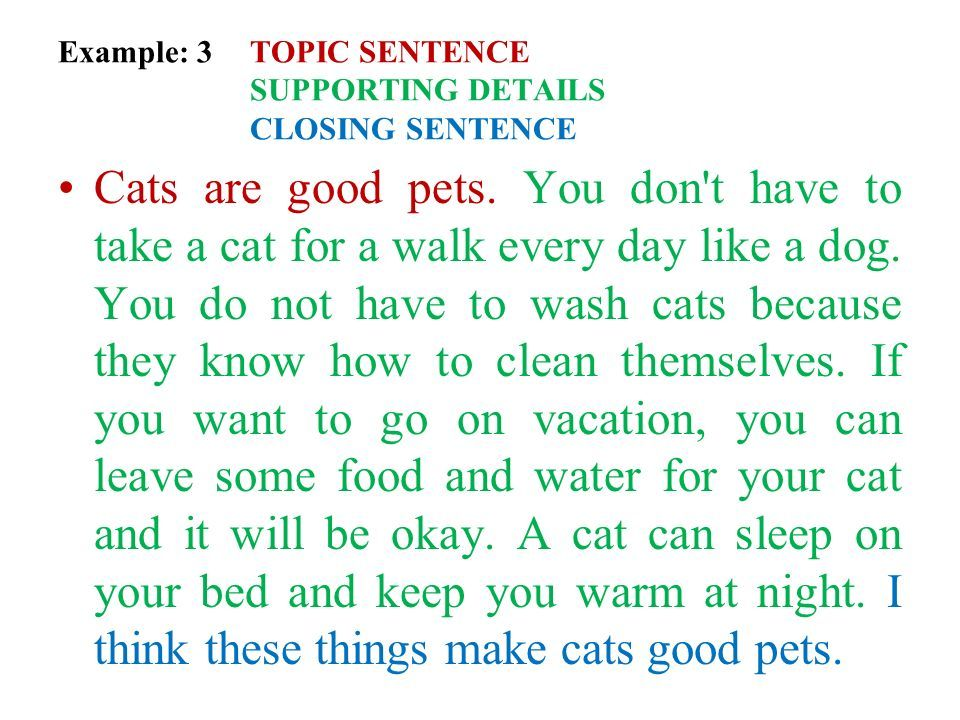 Example: 3 TOPIC SENTENCE
SUPPORTING DETAILS
CLOSING SENTENCE
• Cats are good pets. You don't have to
take a cat for a walk every day like a dog.
You do not have to wash cats because
they know how to clean themselves. If
you want to go on vacation, you can
leave some food and water for your cat
and it will be okay. A cat can sleep on
your bed and keep you warm at night. I
think these things make cats good pets.